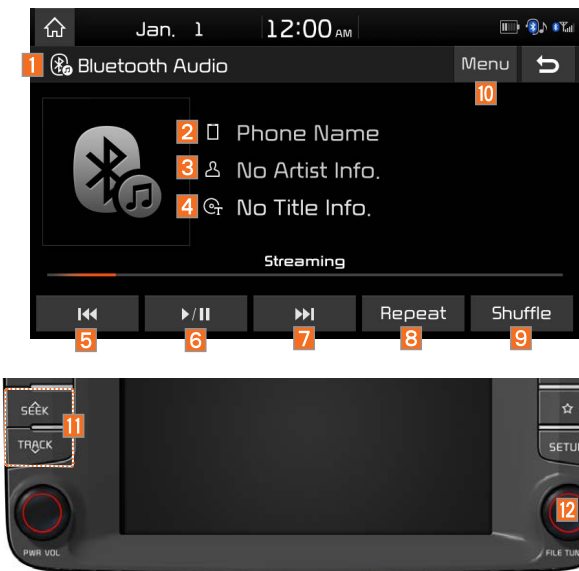 Jan. 1 12:00 AM
1 Bluetooth Audio Menu
10
2 Phone Name
3 No Artist Info.
4 No Title Info.
Streaming
Repeat Shuffle
5 6 7 8 9
SEEK
11
TRACK
SETU
12
PWR VOL
FILE TUN